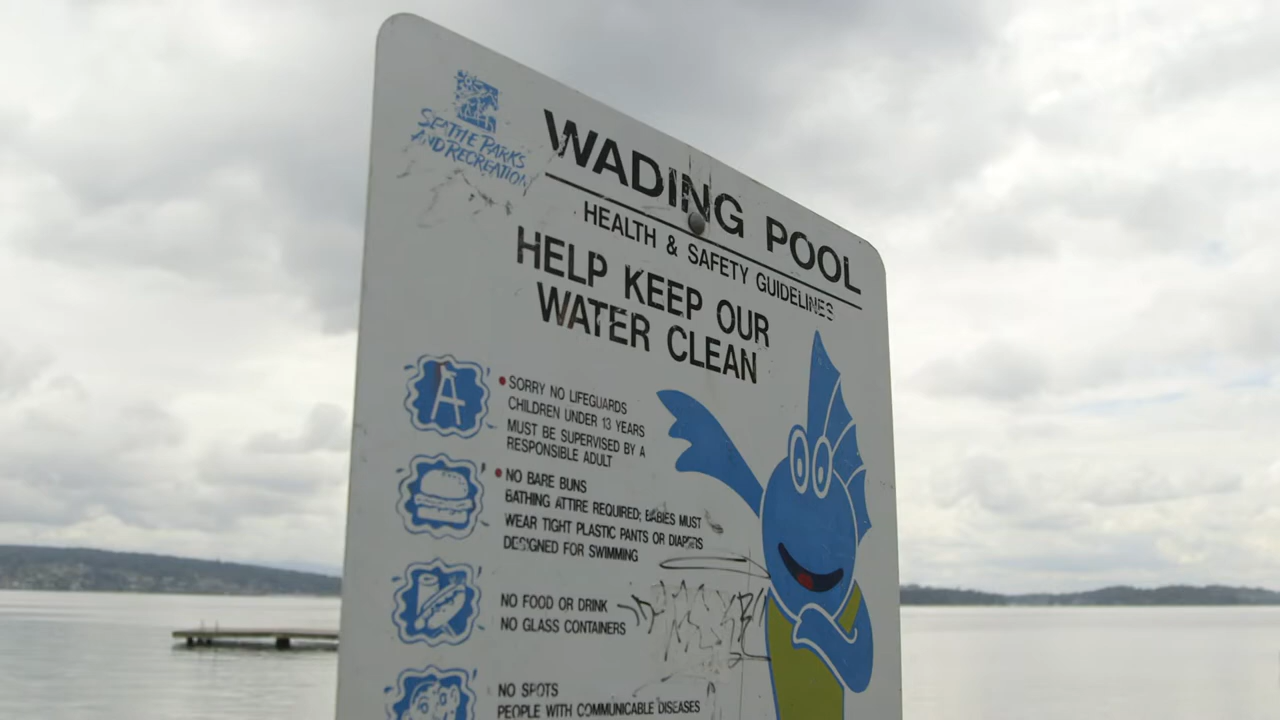 SEATTLE PARKS
AND RECREATION
WADING POOL
HEALTH & SAFETY GUIDELINES
HELP KEEP OUR
WATER CLEAN
SORRY NO LIFEGUARDS
CHILDREN UNDER 13 YEARS
MUST BE SUPERVISED BY A
RESPONSIBLE ADULT
NO BARE BUNS
BATHING ATTIRE REQUIRED; BABIES MUST
WEAR TIGHT PLASTIC PANTS OR DIAPERS
DESIGNED FOR SWIMMING
NO FOOD OR DRINK
NO GLASS CONTAINERS
NO SPOTS
PEOPLE WITH COMMUNICABLE DISEASES